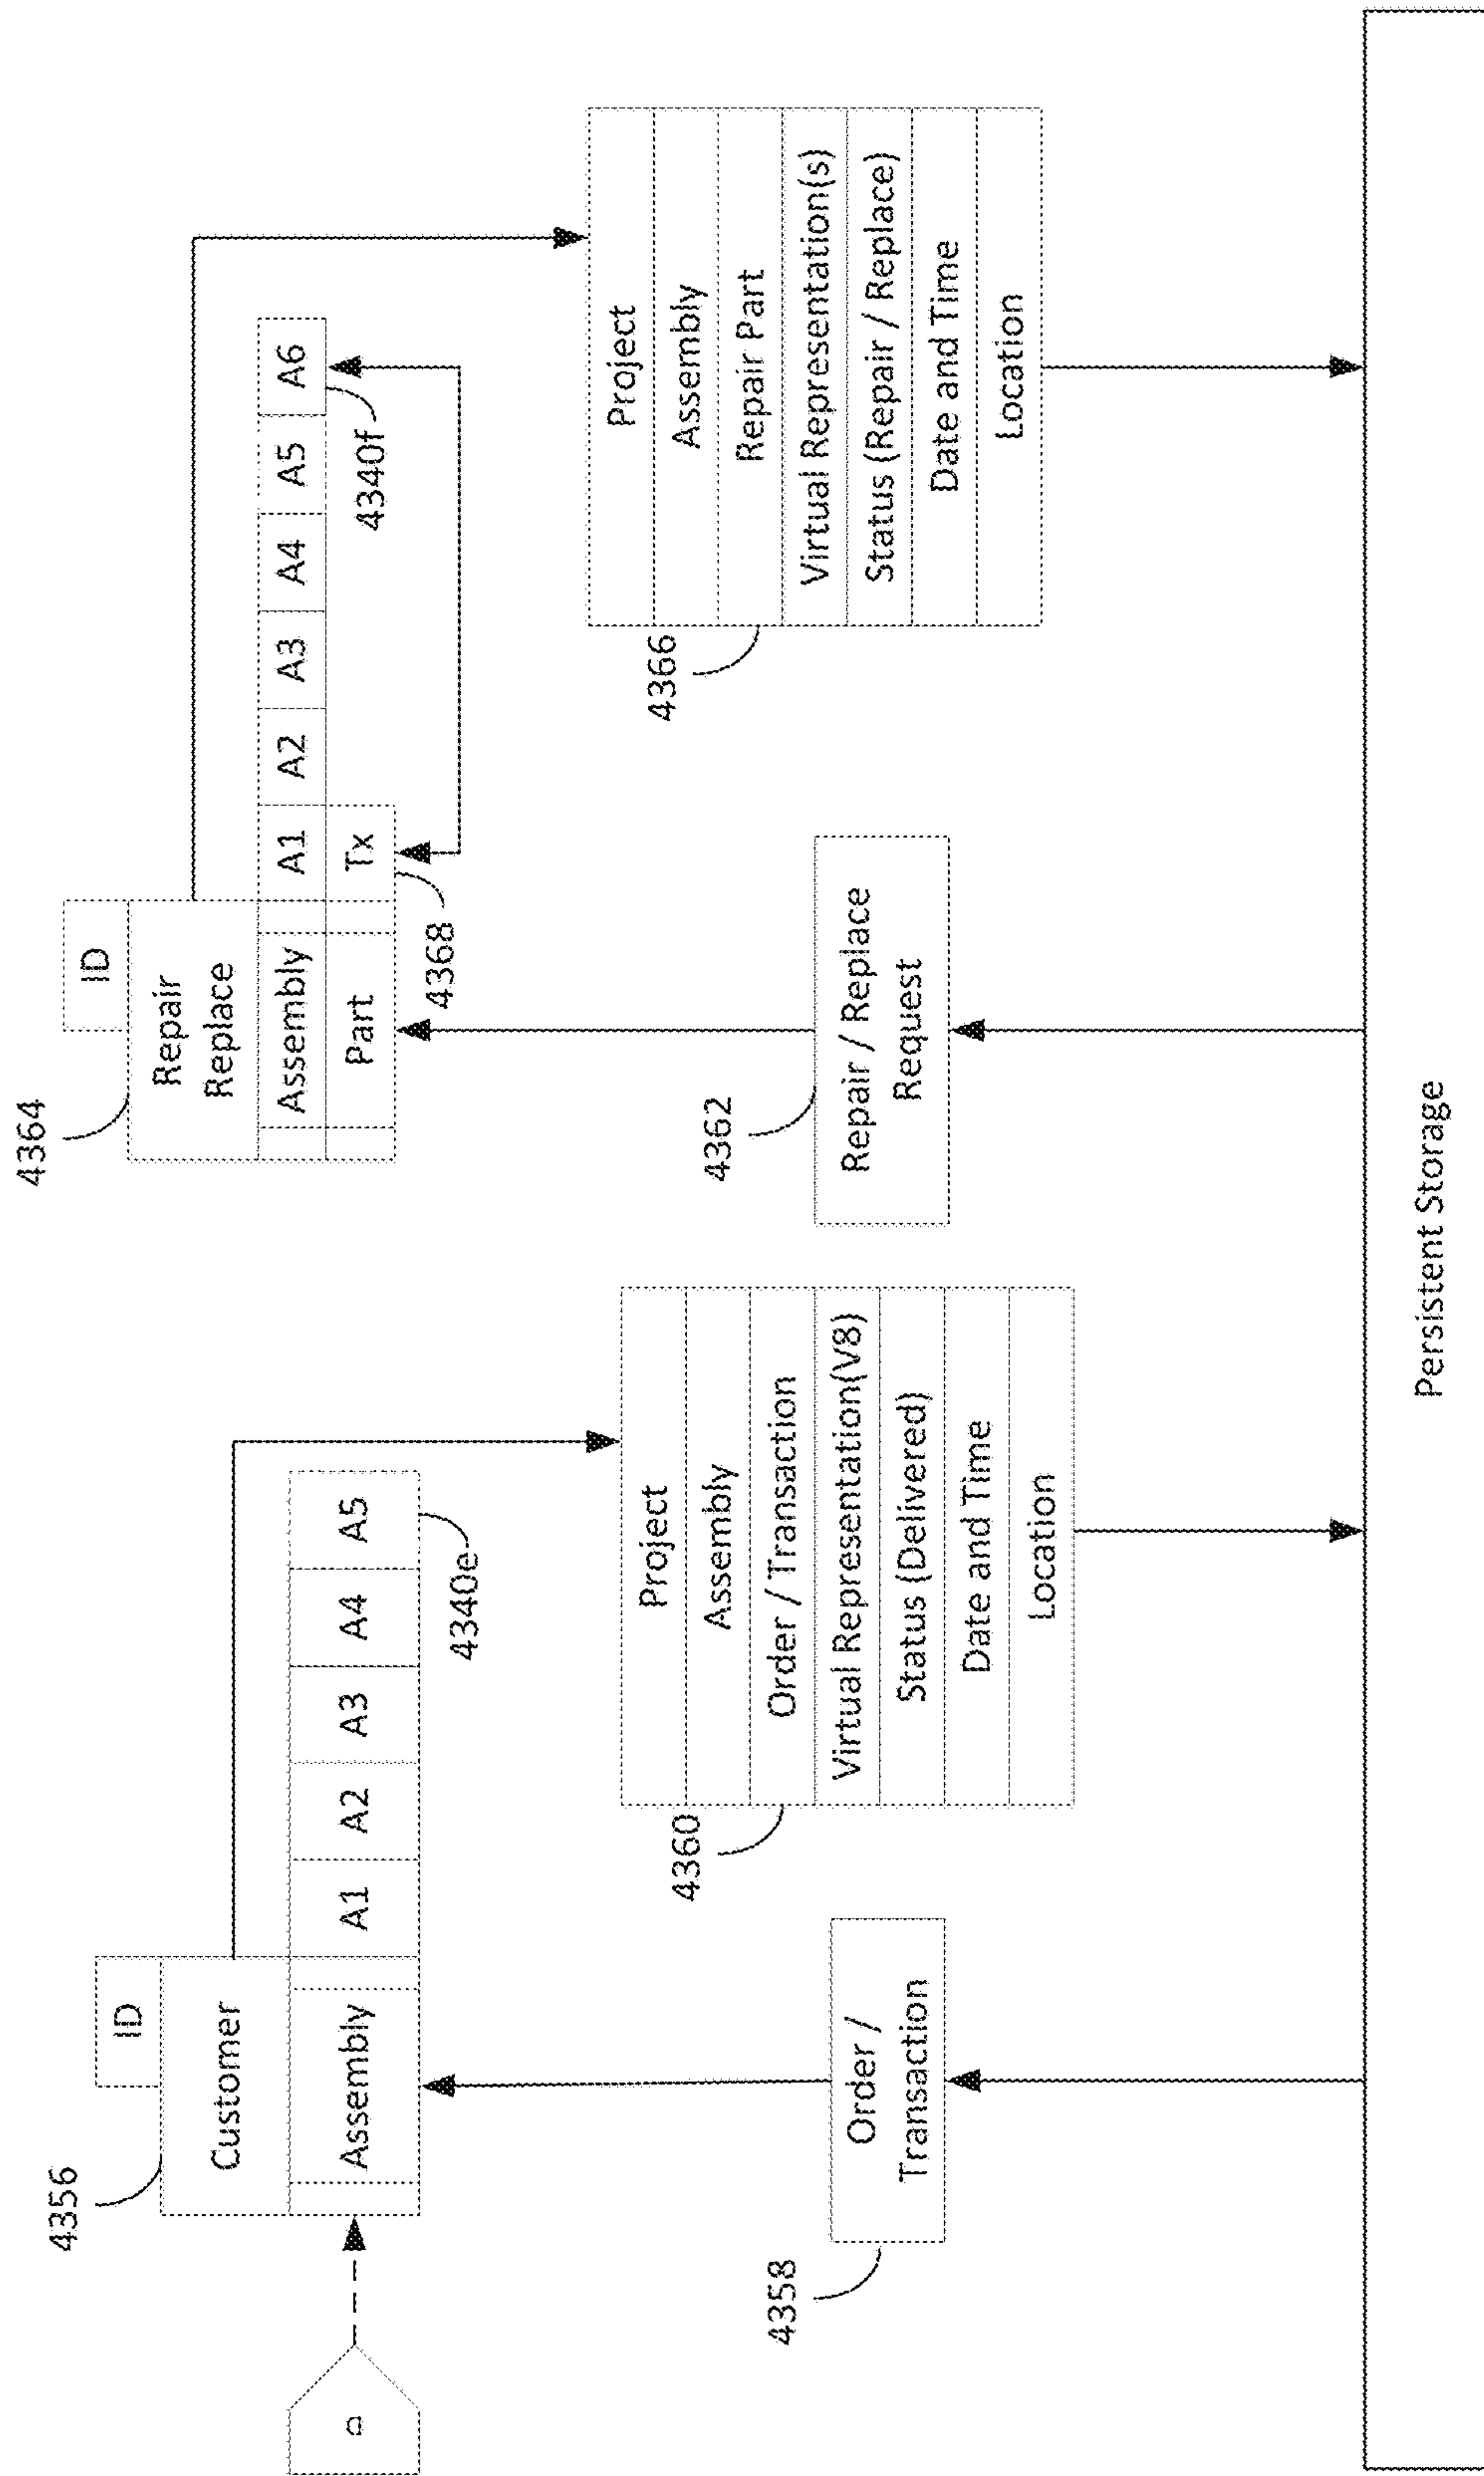 4356
ID
Customer
Assembly
A1
A2
A3
A4
A5
4340e
4358
Order /
Transaction
4360
Project
Assembly
Order / Transaction
Virtual Representation(V8)
Status (Delivered)
Date and Time
Location
4364
ID
Repair
Replace
Assembly
A1
A2
A3
A4
A5
A6
Part
Tx
4368
4340f
4362
Repair / Replace
Request
4366
Project
Assembly
Repair Part
Virtual Representation(s)
Status (Repair / Replace)
Date and Time
Location
Persistent Storage